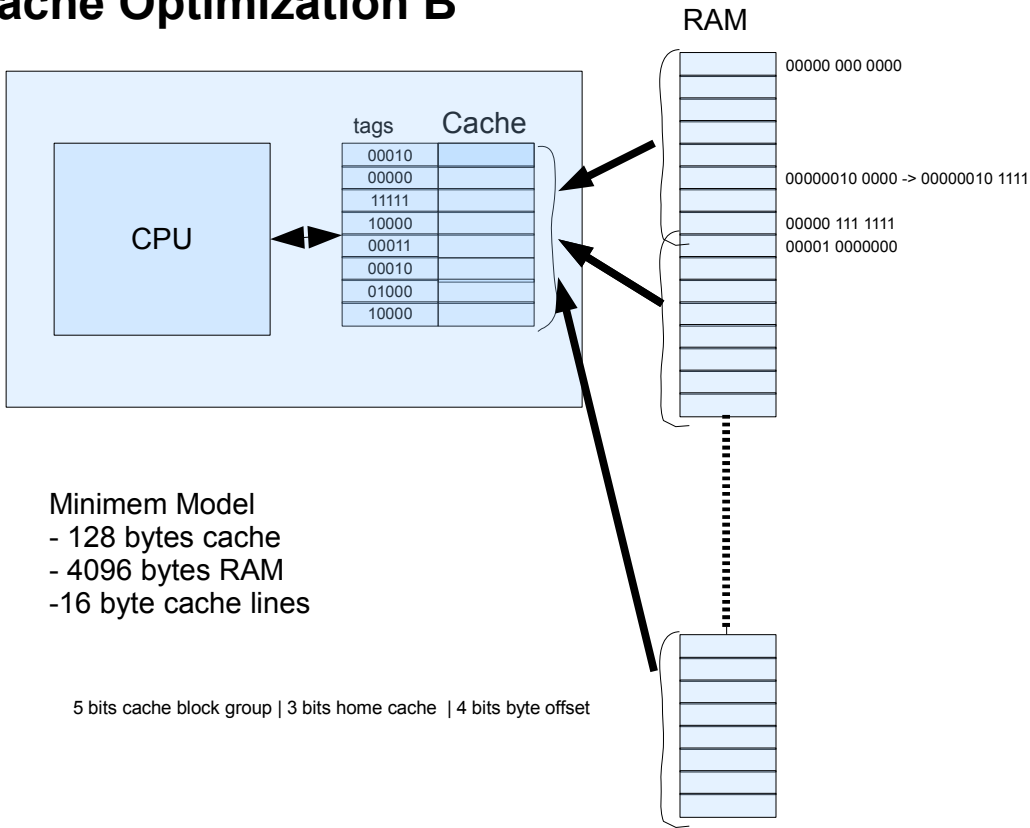 ache Optimization B
RAM
00000 000 0000
tags
Cache
00010
00000
11111
10000
00011
00010
01000
10000
CPU
00000010 0000 -> 00000010 1111
00000 111 1111
00001 0000000
Minimem Model
- 128 bytes cache
- 4096 bytes RAM
-16 byte cache lines
5 bits cache block group | 3 bits home cache | 4 bits byte offset